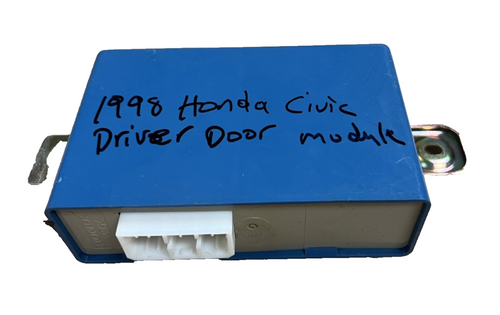 1998 Honda Civic
Driver Door module